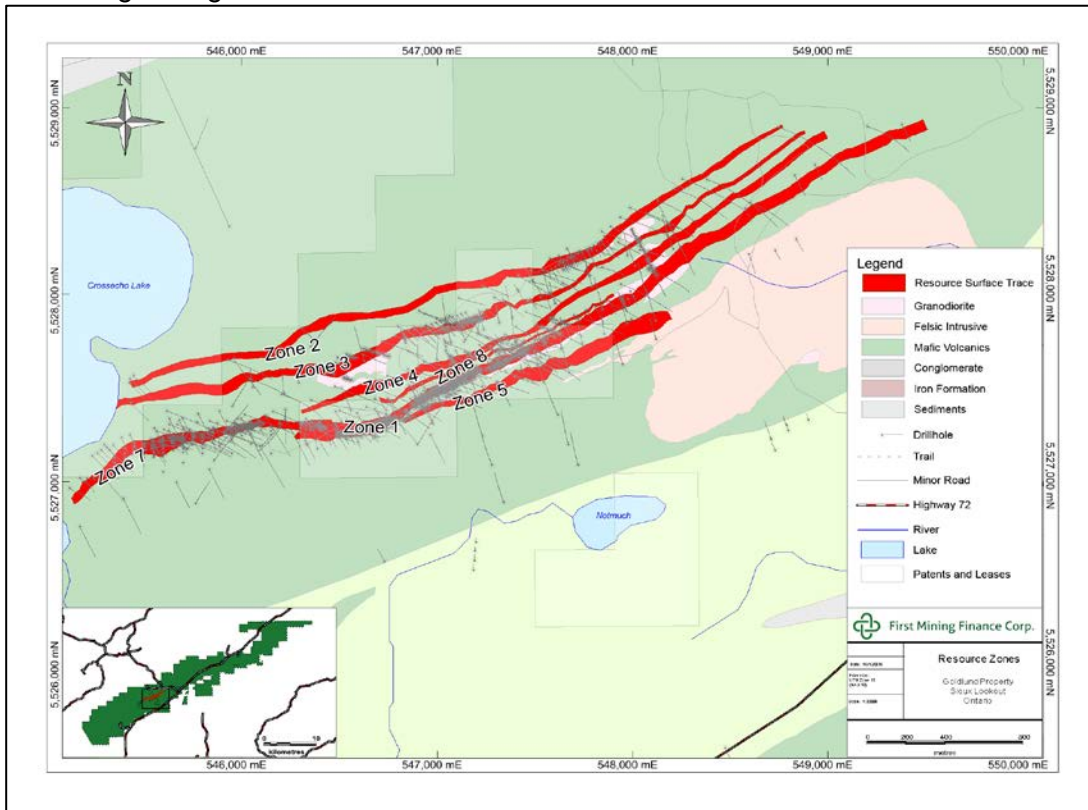 546,000 mE 547,000 mE 548,000 mE 549,000 mE 550,000 mE
5,529,000 mN
5,529,000 mN
N
Crossecho Lake
5,528,000 mN
5,528,000 mN
Zone 2
Zone 3
Zone 4
Zone 8
Zone 5
Zone 1
Zone 7
5,527,000 mN
5,527,000 mN
Notmuch
5,526,000 mN
5,526,000 mN
Legend
Resource Surface Trace
Granodiorite
Felsic Intrusive
Mafic Volcanics
Conglomerate
Iron Formation
Sediments
Drillhole
Trail
Minor Road
Highway 72
River
Lake
Patents and Leases
First Mining Finance Corp.
Resource Zones
Goldlund Property
Sioux Lookout
Ontario
0 200 400 800
metres
0 10
kilometres
546,000 mE 547,000 mE 548,000 mE 549,000 mE 550,000 mE